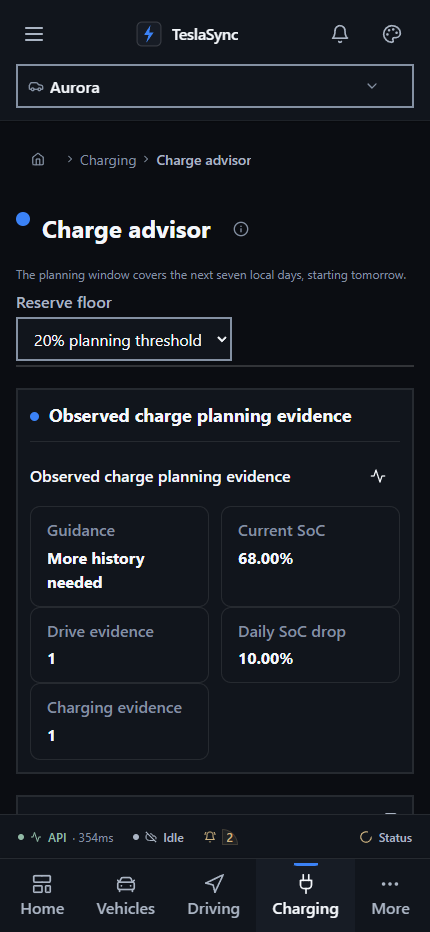 TeslaSync
Aurora
Charging
Charge advisor
Charge advisor
The planning window covers the next seven local days, starting tomorrow.
Reserve floor
20% planning threshold
Observed charge planning evidence
Observed charge planning evidence
Guidance
More history
needed
Current SoC
68.00%
Drive evidence
1
Daily SoC drop
10.00%
Charging evidence
1
API · 354ms
Idle
2
Status
Home
Vehicles
Driving
Charging
More